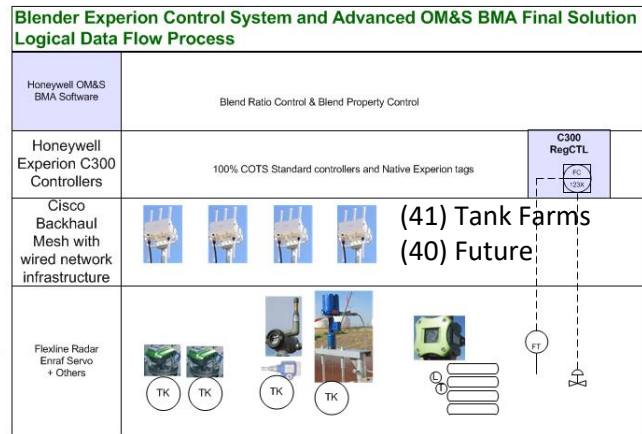 Blender Experion Control System and Advanced OM&S BMA Final Solution
Logical Data Flow Process
Honeywell OM&S
BMA Software
Blend Ratio Control & Blend Property Control
Honeywell
Experion C300
Controllers
100% COTS Standard controllers and Native Experion tags
C300
RegCTL
FC
123X
Cisco
Backhaul
Mesh with
wired network
infrastructure
(41) Tank Farms
(40) Future
Flexline Radar
Enraf Servo
+ Others
TK
TK
TK
TK
L
T
FT